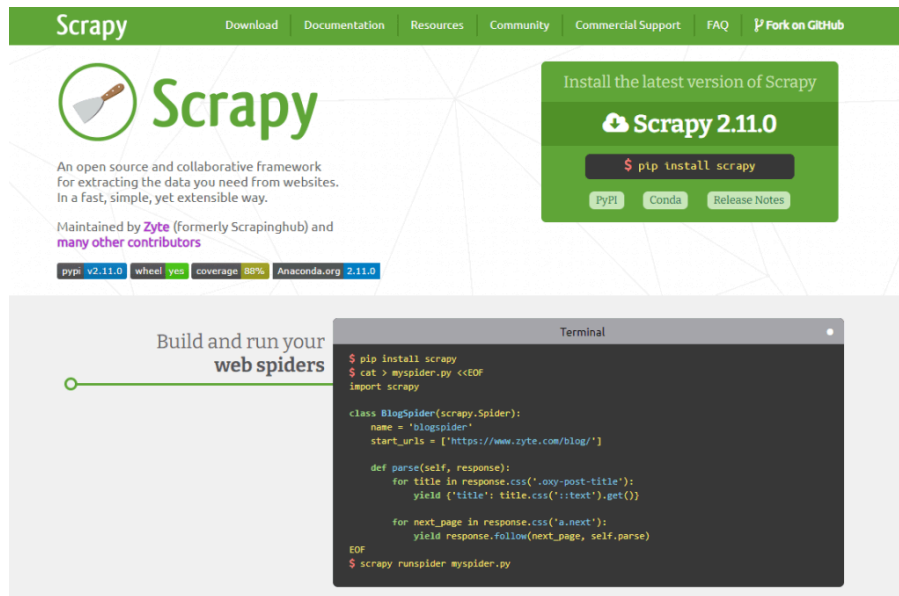 Scrapy
Download
Documentation
Resources
Community
Commercial Support
FAQ
Fork on GitHub
Scrapy
An open source and collaborative framework
for extracting the data you need from websites.
In a fast, simple, yet extensible way.
Maintained by Zyte (formerly Scrapinghub) and
many other contributors
pypi v2.11.0 wheel yes coverage 88% Anaconda.org 2.11.0
Install the latest version of Scrapy
Scrapy 2.11.0
$ pip install scrapy
PyPI Conda Release Notes
Build and run your
web spiders
Terminal
$ pip install scrapy
$ cat > myspider.py <<EOF
import scrapy
class BlogSpider(scrapy.Spider):
    name = 'blogspider'
    start_urls = ['https://www.zyte.com/blog/']
    def parse(self, response):
        for title in response.css('.oxy-post-title'):
            yield {'title': title.css('::text').get()}
        for next_page in response.css('a.next'):
            yield response.follow(next_page, self.parse)
EOF
$ scrapy runspider myspider.py